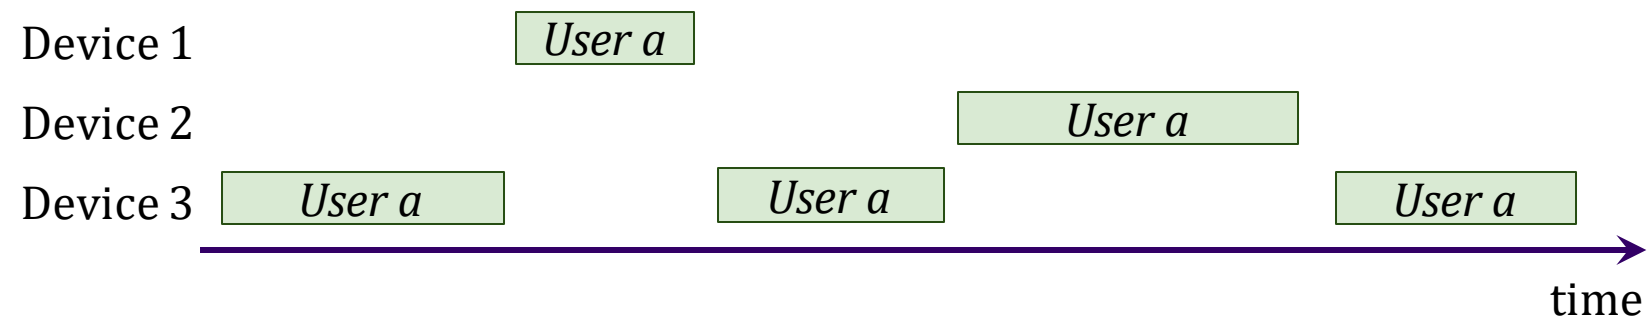 Device 1 User a
Device 2 User a
Device 3 User a User a User a
time